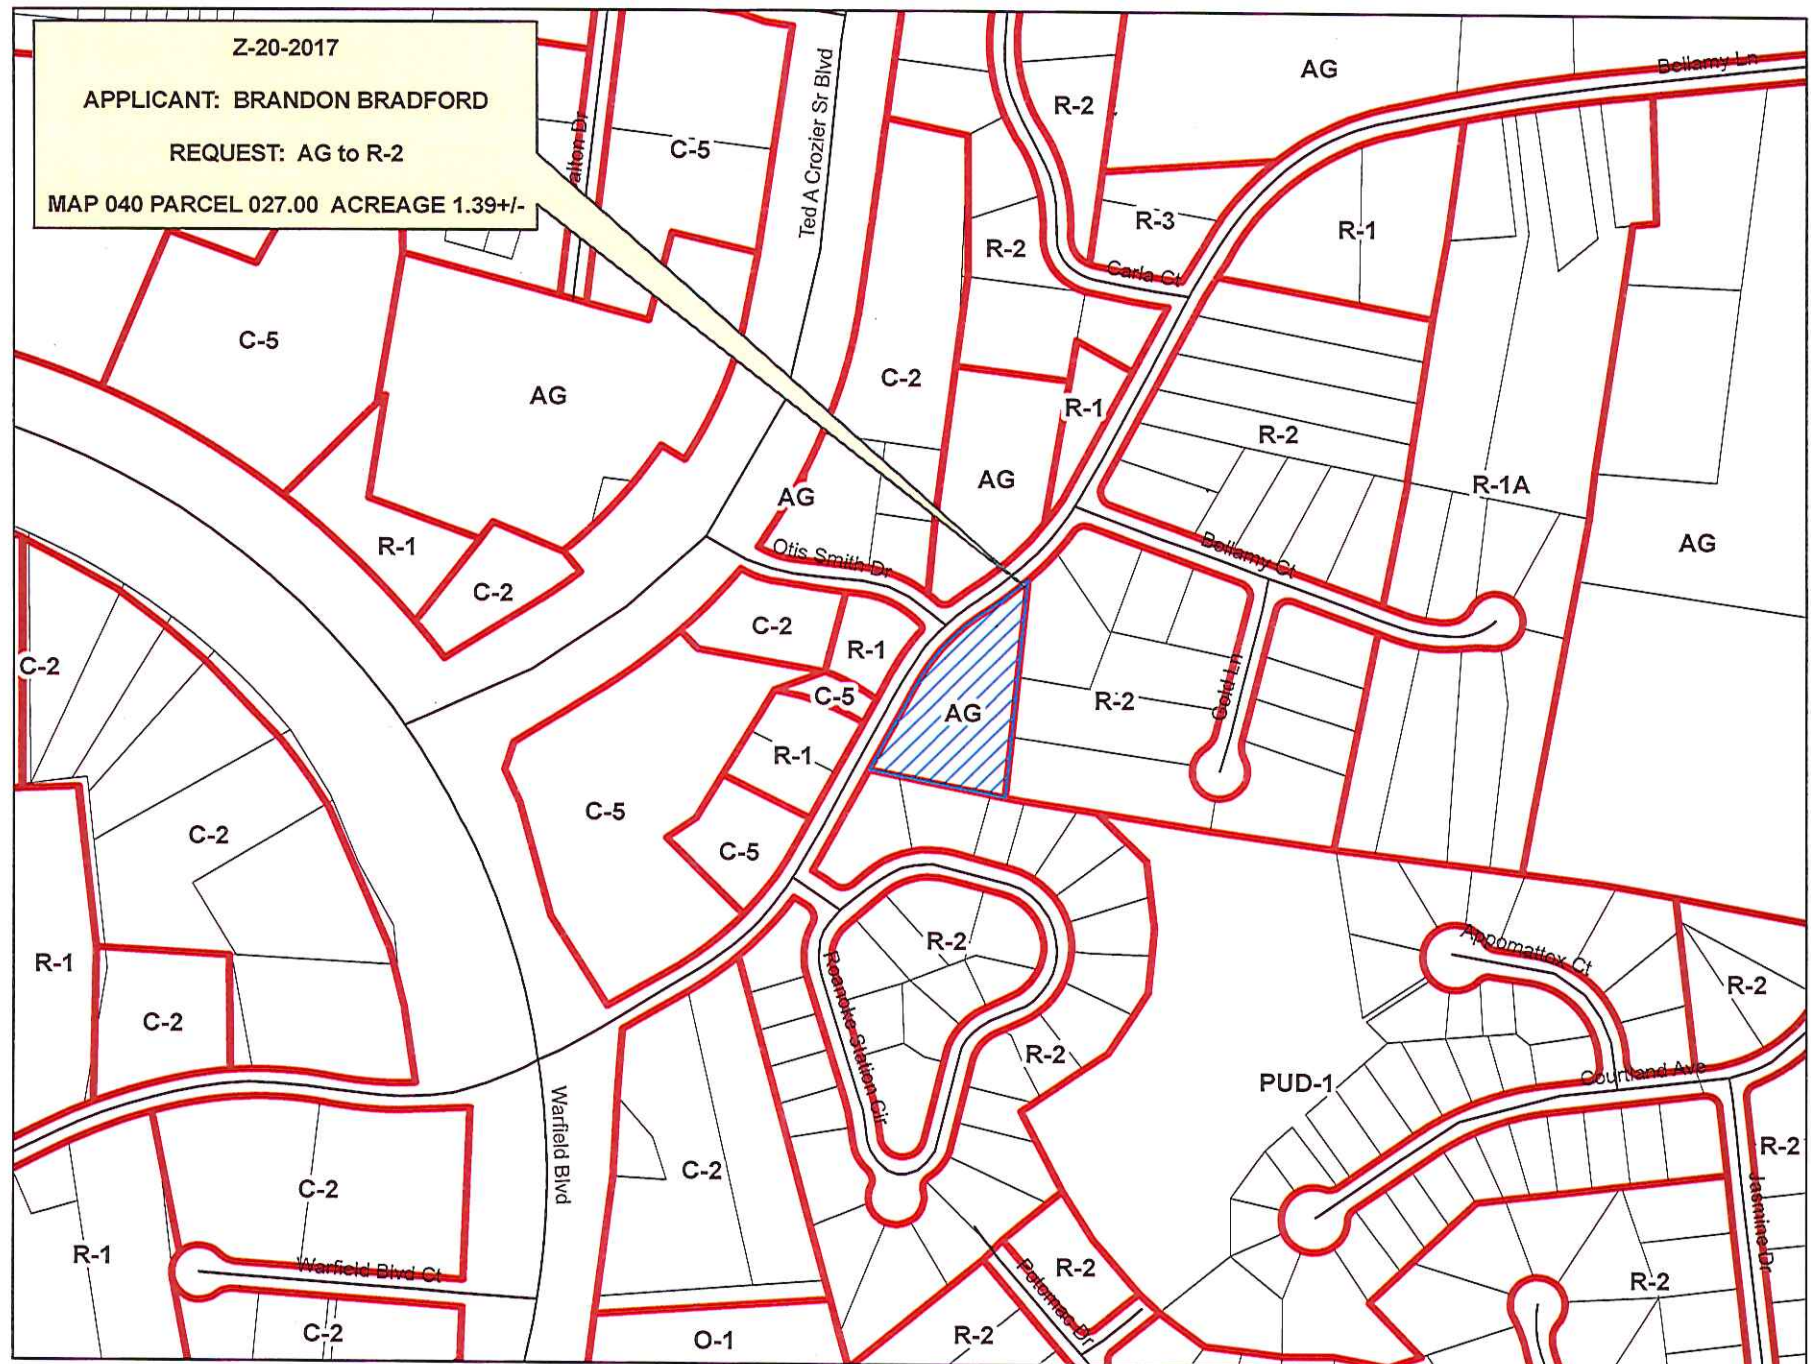 Z-20-2017
APPLICANT: BRANDON BRADFORD
REQUEST: AG to R-2
MAP 040 PARCEL 027.00 ACREAGE 1.39+/-
C-5
Ted A Crozier Sr Blvd
R-2
AG
Bellamy Ln
R-3
R-1
R-2
Carla Ct
C-5
AG
C-2
R-1
R-2
AG
AG
R-1A
AG
R-1
C-2
Otis Smith Dr
Bellamy Ct
C-2
R-1
C-2
C-5
AG
R-2
Gold Ln
R-1
C-5
C-5
C-2
R-1
C-2
R-2
Roanoke Station Cir
R-2
Appomattox Ct
R-2
PUD-1
Courtland Ave
Warfield Blvd
C-2
C-2
R-2
Jasmine Dr
R-1
Warfield Blvd Ct
R-2
Potomac Dr
R-2
C-2
O-1
R-2